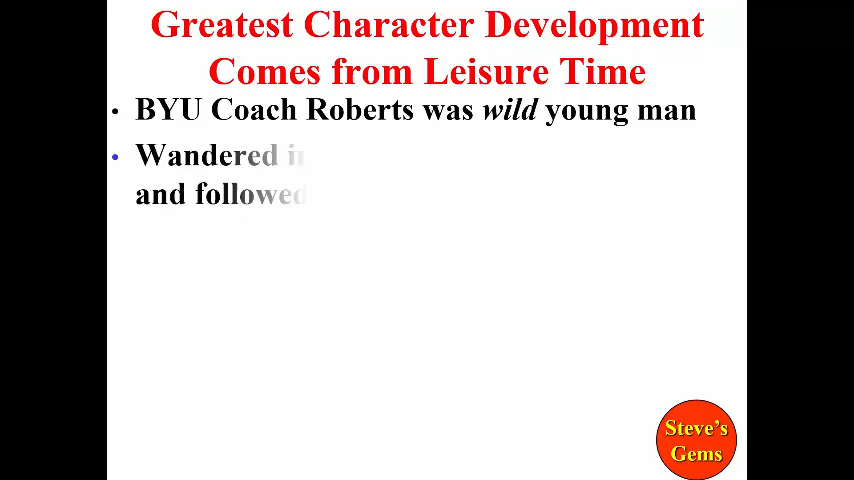 Greatest Character Development
Comes from Leisure Time
• BYU Coach Roberts was wild young man
• Wandered in
and followed
Steve's
Gems